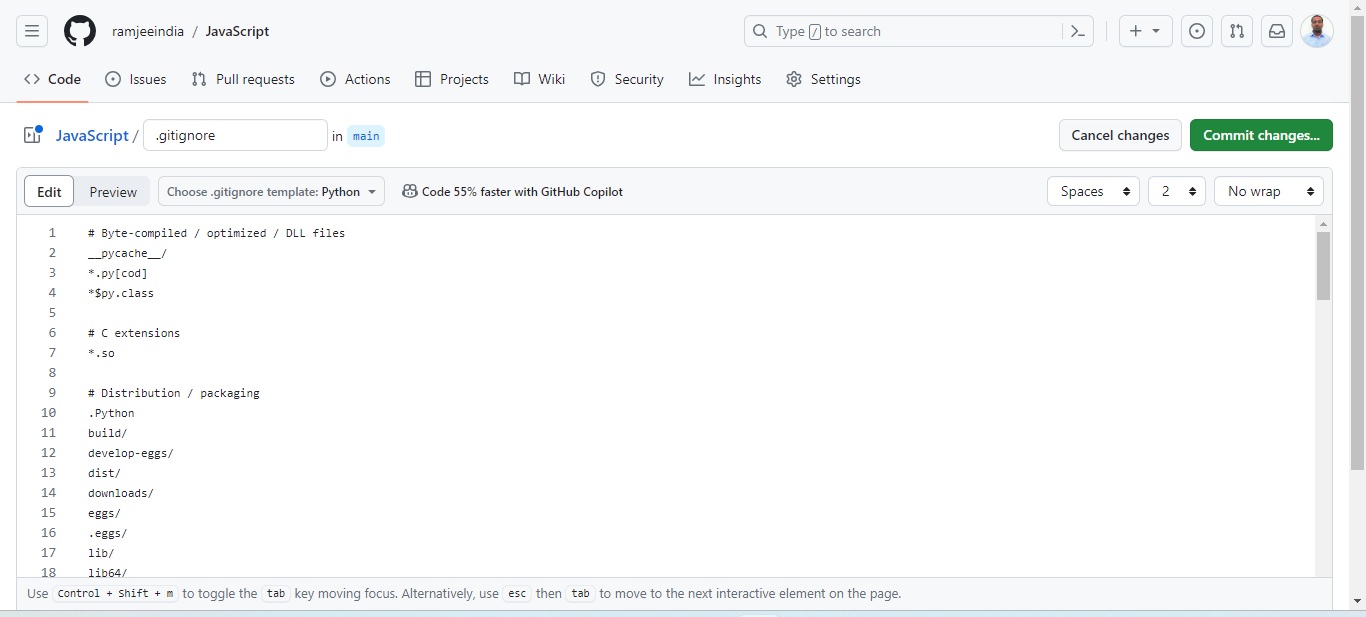 ramjeeindia / JavaScript
Type / to search
Code Issues Pull requests Actions Projects Wiki Security Insights Settings
JavaScript / .gitignore in main
Cancel changes Commit changes...
Edit Preview Choose .gitignore template: Python Code 55% faster with GitHub Copilot Spaces 2 No wrap
1 # Byte-compiled / optimized / DLL files
2 __pycache__/
3 *.py[cod]
4 *$py.class
5
6 # C extensions
7 *.so
8
9 # Distribution / packaging
10 .Python
11 build/
12 develop-eggs/
13 dist/
14 downloads/
15 eggs/
16 .eggs/
17 lib/
18 lib64/
Use Control + Shift + m to toggle the tab key moving focus. Alternatively, use esc then tab to move to the next interactive element on the page.